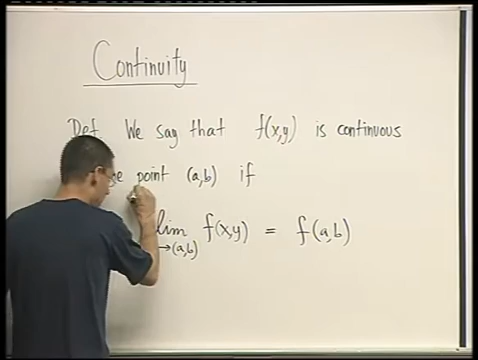 Continuity
Def We say that f(x,y) is continuous
point (a,b) if
lim f(x,y) = f(a,b)
→(a,b)